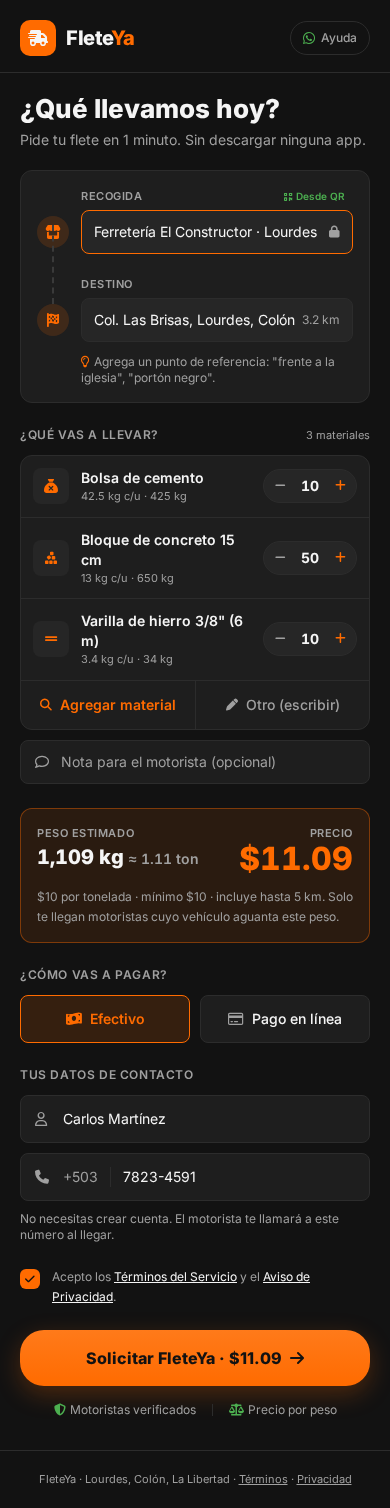 FleteYa
Ayuda
¿Qué llevamos hoy?
Pide tu flete en 1 minuto. Sin descargar ninguna app.
RECOGIDA
Desde QR
Ferretería El Constructor · Lourdes
DESTINO
Col. Las Brisas, Lourdes, Colón 3.2 km
Agrega un punto de referencia: "frente a la
iglesia", "portón negro".
¿QUÉ VAS A LLEVAR?
3 materiales
Bolsa de cemento
42.5 kg c/u · 425 kg
− 10 +
Bloque de concreto 15
cm
13 kg c/u · 650 kg
− 50 +
Varilla de hierro 3/8" (6
m)
3.4 kg c/u · 34 kg
− 10 +
Agregar material
Otro (escribir)
Nota para el motorista (opcional)
PESO ESTIMADO
1,109 kg ≈ 1.11 ton
PRECIO
$11.09
$10 por tonelada · mínimo $10 · incluye hasta 5 km. Solo
te llegan motoristas cuyo vehículo aguanta este peso.
¿CÓMO VAS A PAGAR?
Efectivo
Pago en línea
TUS DATOS DE CONTACTO
Carlos Martínez
+503 7823-4591
No necesitas crear cuenta. El motorista te llamará a este
número al llegar.
Acepto los Términos del Servicio y el Aviso de
Privacidad.
Solicitar FleteYa · $11.09 →
Motoristas verificados
Precio por peso
FleteYa · Lourdes, Colón, La Libertad · Términos · Privacidad